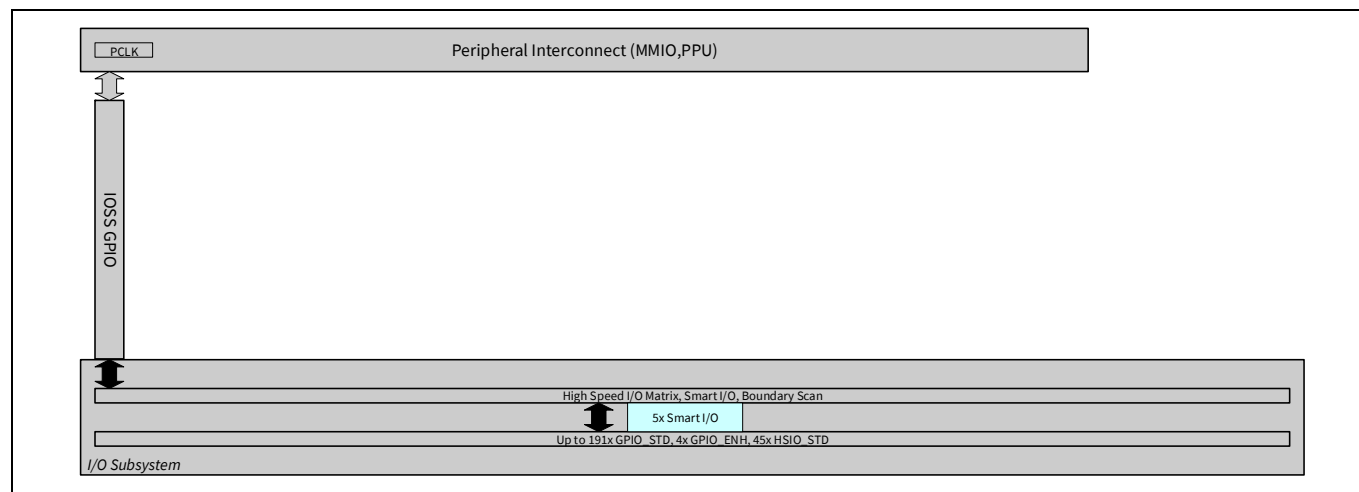 PCLK
Peripheral Interconnect (MMIO,PPU)
IOSS GPIO
High Speed I/O Matrix, Smart I/O, Boundary Scan
5x Smart I/O
Up to 191x GPIO_STD, 4x GPIO_ENH, 45x HSIO_STD
I/O Subsystem